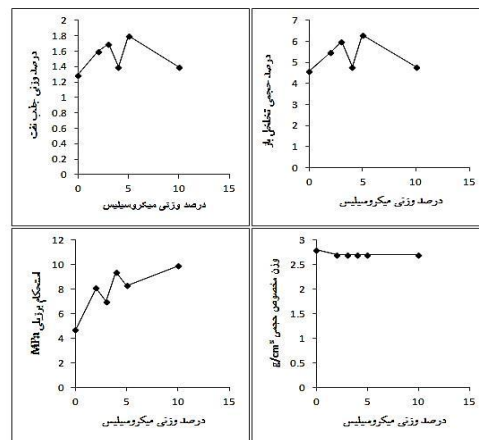 درصد وزنی جذب نفت
2
1.8
1.6
1.4
1.2
1
0.8
0.6
0.4
0.2
0
0 5 10 15
درصد وزنی میکروسیلیس
درصد حجمی تخلخل باز
7
6
5
4
3
2
1
0
0 5 10 15
درصد وزنی میکروسیلیس
استحکام برزیلی MPa
12
10
8
6
4
2
0
0 5 10 15
درصد وزنی میکروسیلیس
وزن مخصوص حجمی g/cm³
3
2.5
2
1.5
1
0.5
0
0 5 10 15
درصد وزنی میکروسیلیس